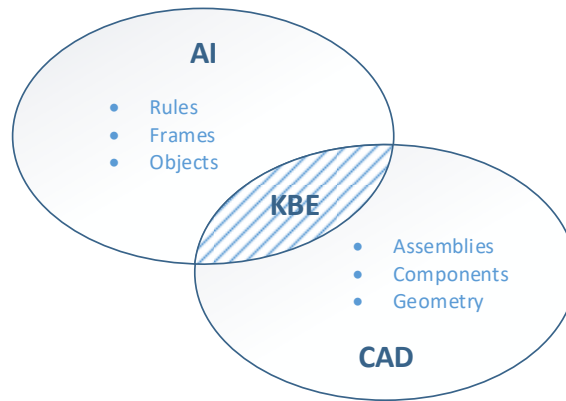 AI
• Rules
• Frames
• Objects
KBE
• Assemblies
• Components
• Geometry
CAD